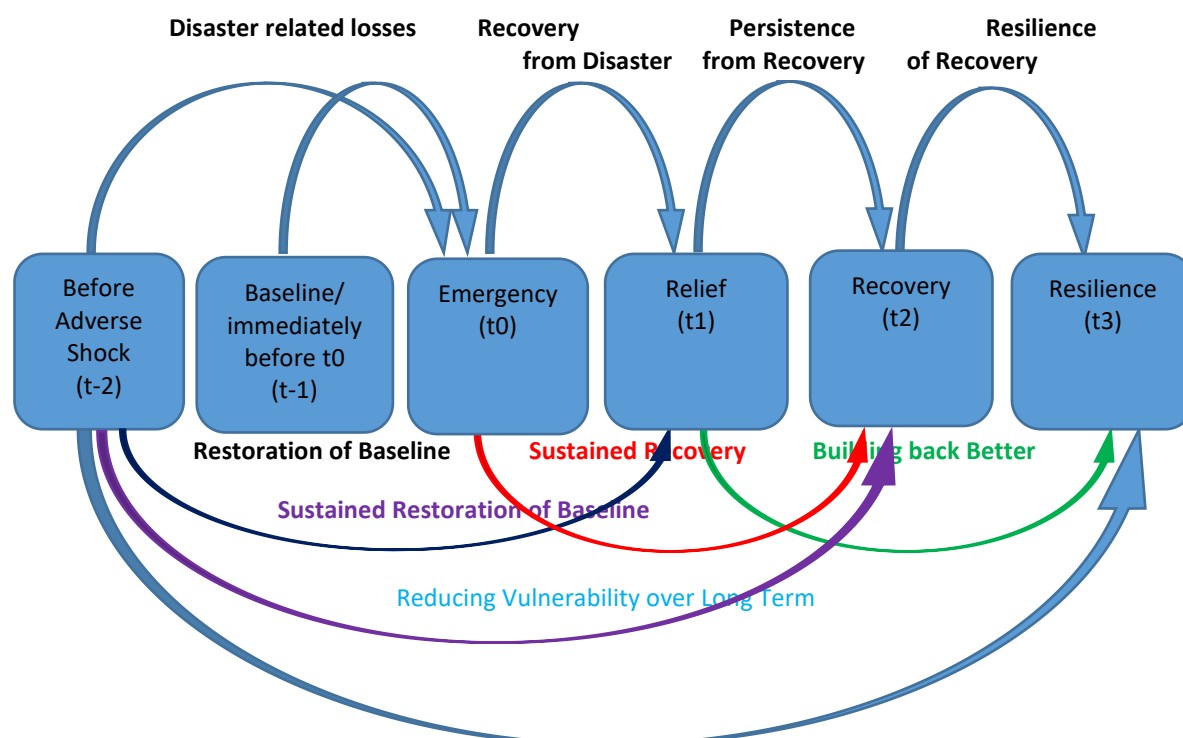 Disaster related losses
Recovery
from Disaster
Persistence
from Recovery
Resilience
of Recovery
Before
Adverse
Shock
(t-2)
Baseline/
immediately
before t0
(t-1)
Emergency
(t0)
Relief
(t1)
Recovery
(t2)
Resilience
(t3)
Restoration of Baseline
Sustained Recovery
Building back Better
Sustained Restoration of Baseline
Reducing Vulnerability over Long Term